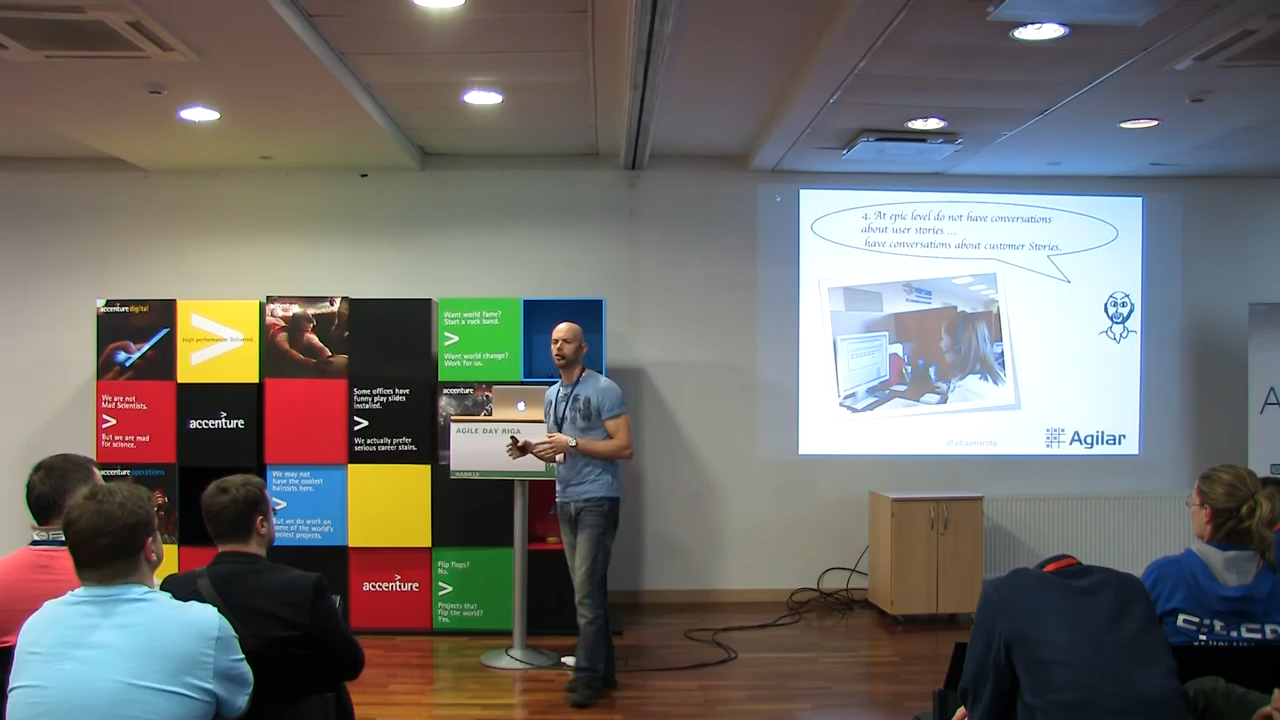 4. At epic level do not have conversations
about user stories ...
have conversations about customer Stories.
@adiaemaroto
Agilar
accenture digital
High performance. Delivered.
accenture
Want world fame?
Start a rock band.
>
Want world change?
Work for us.
We are not
Mad Scientists.
>
But we are mad
for science.
accenture
Some offices have
funny play slides
installed.
>
We actually prefer
serious career stairs.
accenture
AGILE DAY RIGA
accenture operations
We may not
have the coolest
haircuts here.
>
But we do work on
some of the world's
coolest projects.
accenture
Flip flops?
No.
>
Projects that
flip the world?
Yes.
A